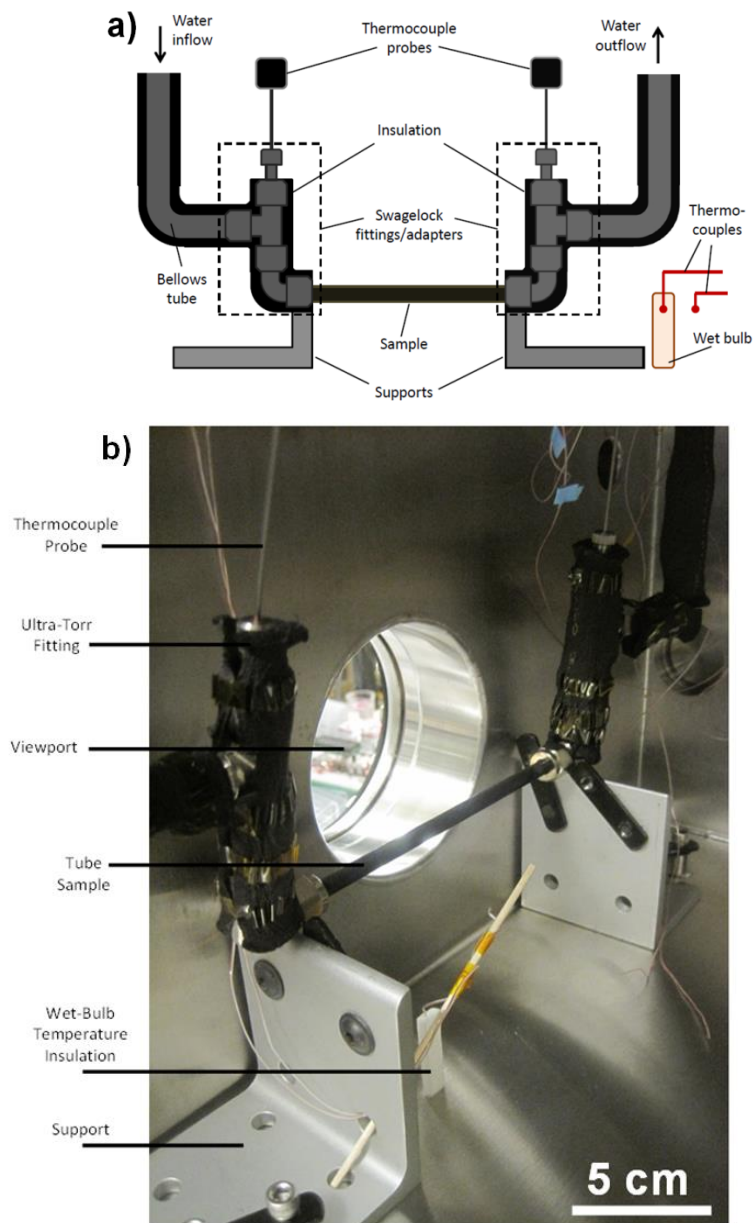 a)
Water
inflow
Thermocouple
probes
Water
outflow
Insulation
Swagelock
fittings/adapters
Thermo-
couples
Bellows
tube
Sample
Wet bulb
Supports
b)
Thermocouple
Probe
Ultra-Torr
Fitting
Viewport
Tube
Sample
Wet-Bulb
Temperature
Insulation
Support
5 cm